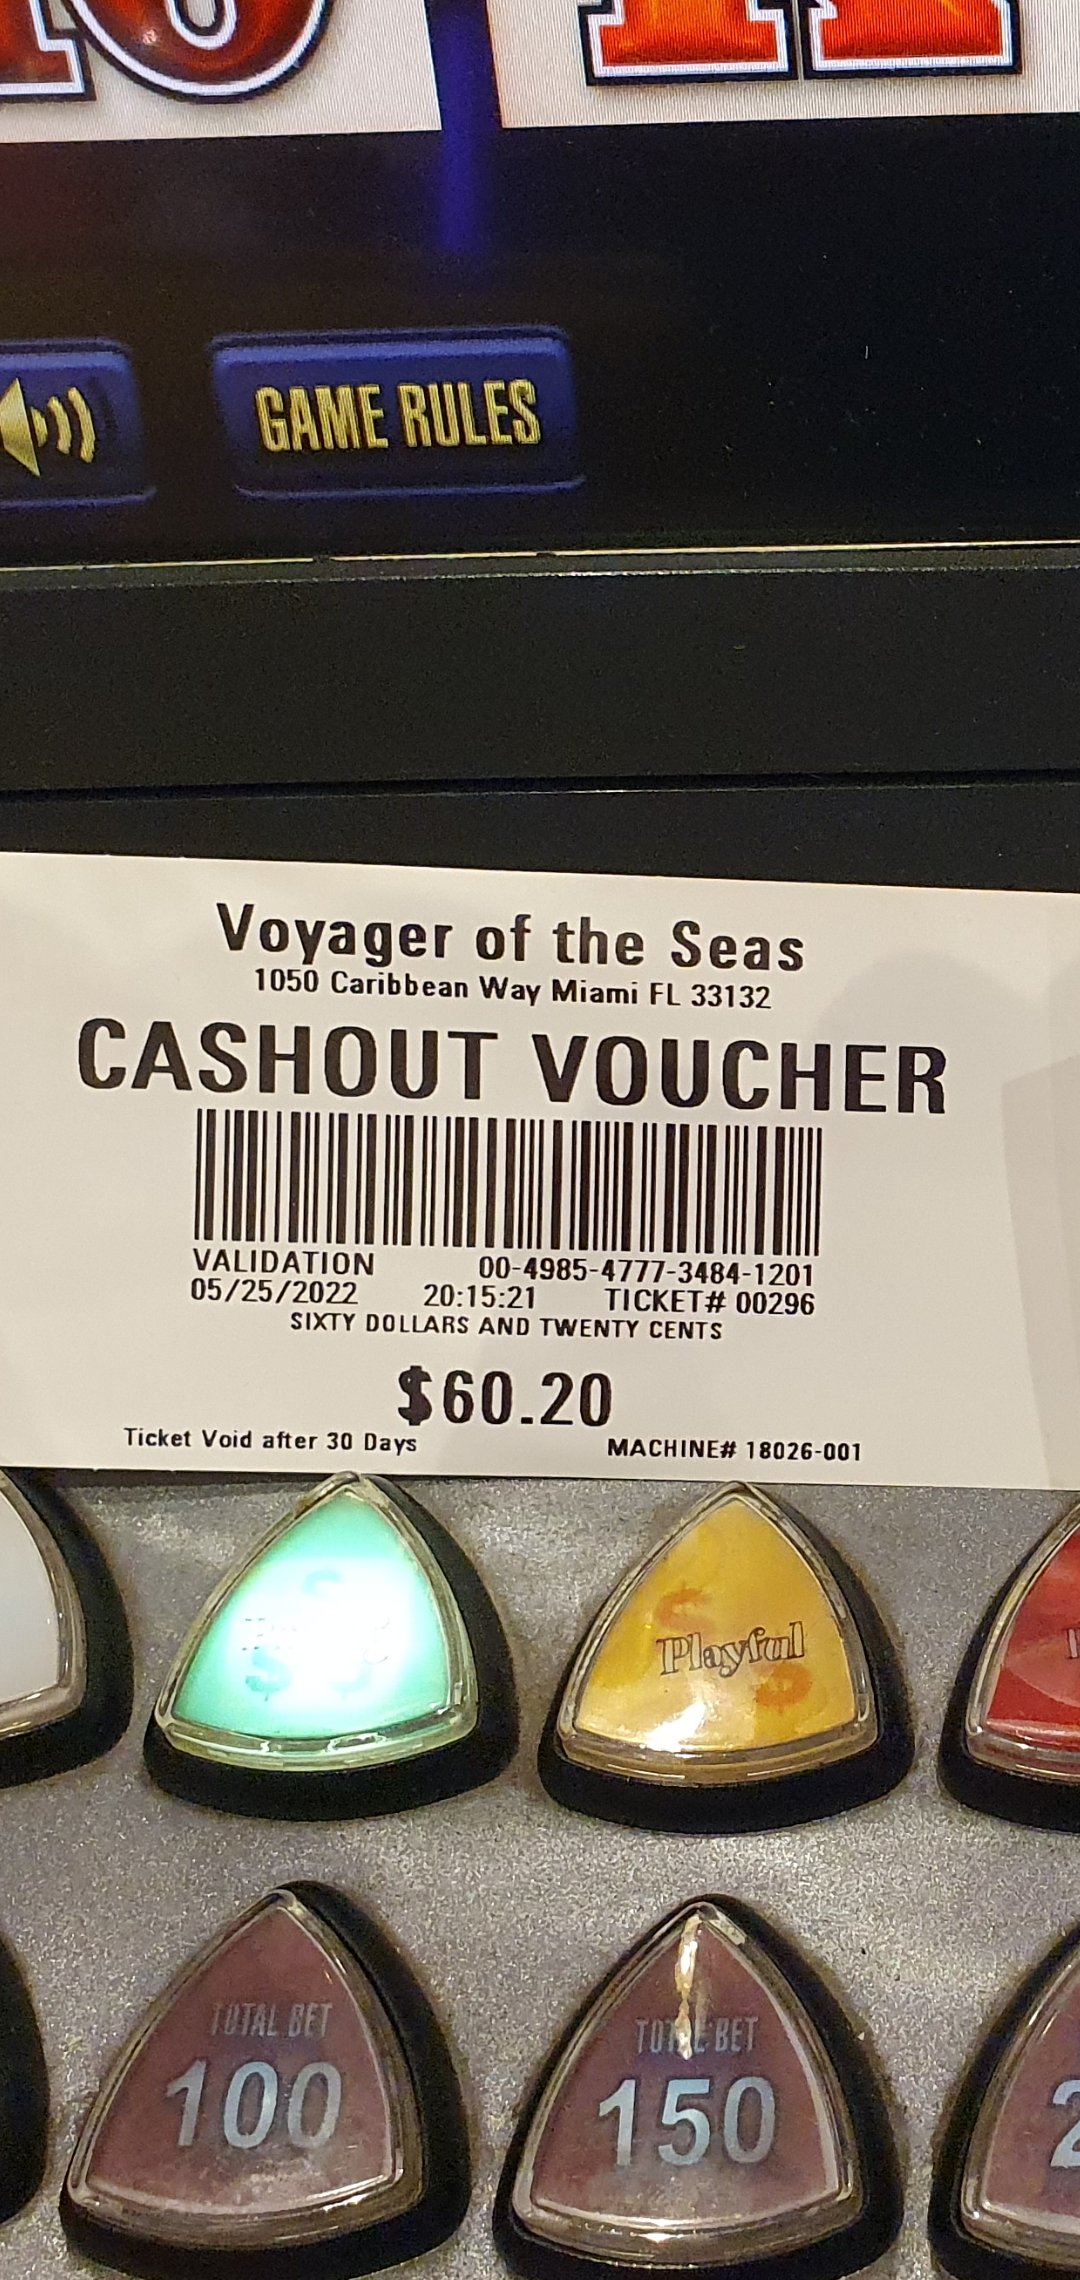 GAME RULES
Voyager of the Seas
1050 Caribbean Way Miami FL 33132
CASHOUT VOUCHER
VALIDATION 00-4985-4777-3484-1201
05/25/2022 20:15:21 TICKET# 00296
SIXTY DOLLARS AND TWENTY CENTS
$60.20
Ticket Void after 30 Days MACHINE# 18026-001
Playful
TOTAL BET
100
TOTAL BET
150
2